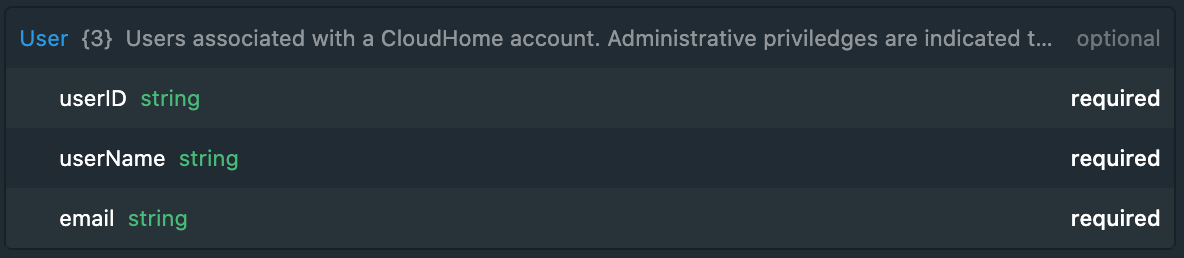 User {3} Users associated with a CloudHome account. Administrative priviledges are indicated t... optional
userID string required
userName string required
email string required